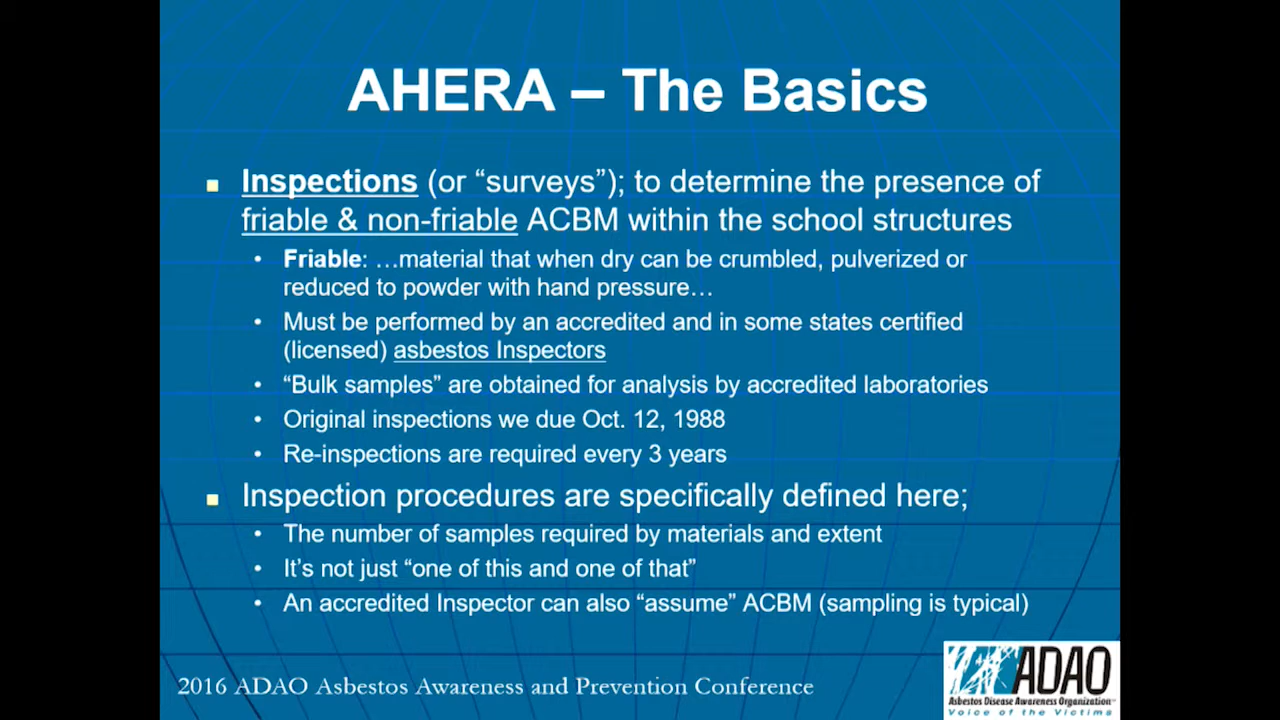 AHERA – The Basics
Inspections (or “surveys”); to determine the presence of
friable & non-friable ACBM within the school structures
Friable: …material that when dry can be crumbled, pulverized or
reduced to powder with hand pressure…
Must be performed by an accredited and in some states certified
(licensed) asbestos Inspectors
“Bulk samples” are obtained for analysis by accredited laboratories
Original inspections we due Oct. 12, 1988
Re-inspections are required every 3 years
Inspection procedures are specifically defined here;
The number of samples required by materials and extent
It’s not just “one of this and one of that”
An accredited Inspector can also “assume” ACBM (sampling is typical)
2016 ADAO Asbestos Awareness and Prevention Conference
ADAO
Asbestos Disease Awareness Organization
Voice of the Victims